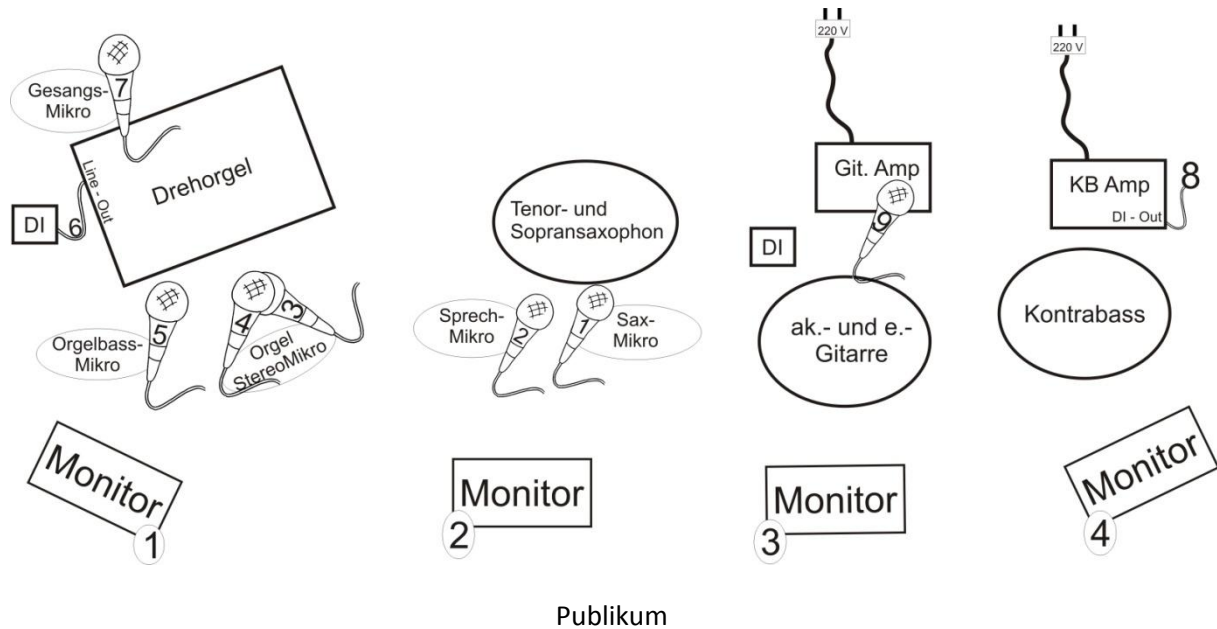 220 V
220 V
7
Gesangs-
Mikro
Line - Out
Drehorgel
DI
6
Git. Amp
9
DI
KB Amp
DI - Out
8
Tenor- und
Sopransaxophon
5
Orgelbass-
Mikro
4
3
Orgel
StereoMikro
Sprech-
Mikro
2
1
Sax-
Mikro
ak.- und e.-
Gitarre
Kontrabass
Monitor
1
Monitor
2
Monitor
3
Monitor
4
Publikum